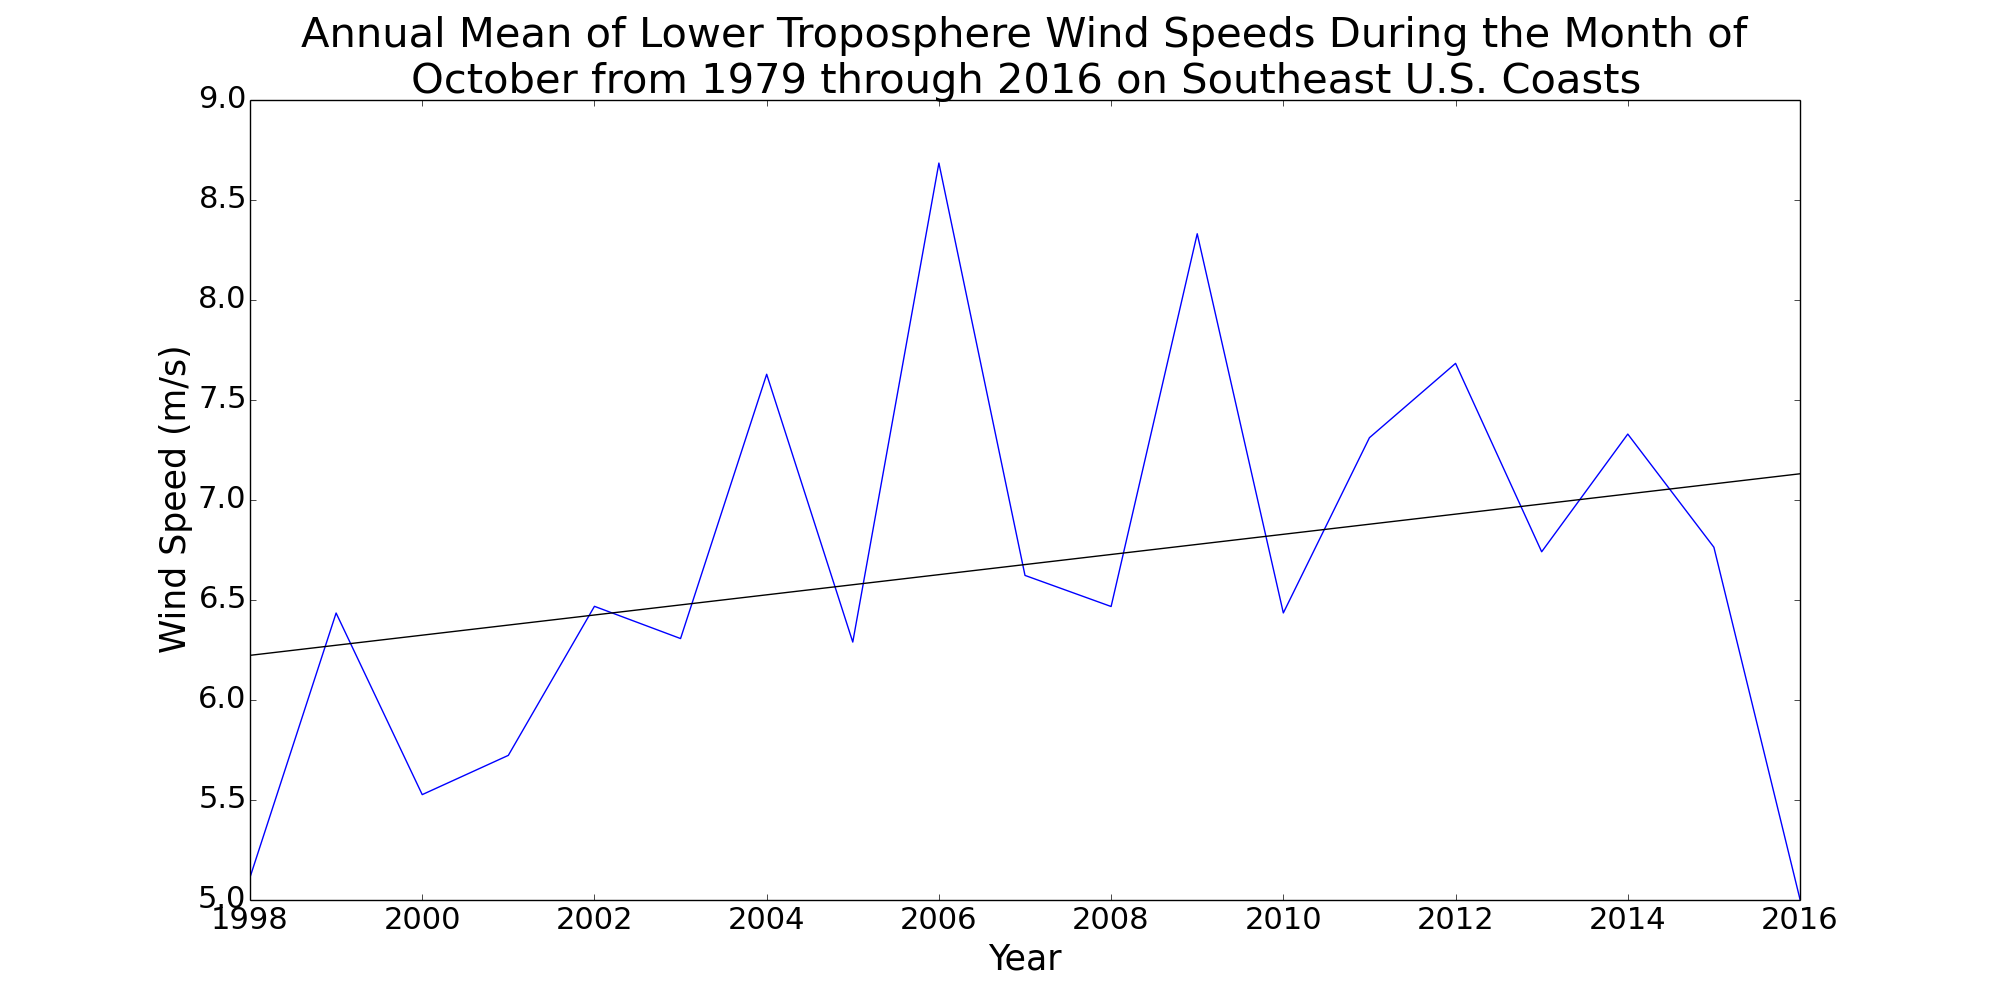 Annual Mean of Lower Troposphere Wind Speeds During the Month of
October from 1979 through 2016 on Southeast U.S. Coasts
9.0
8.5
8.0
7.5
7.0
6.5
6.0
5.5
5.0
Wind Speed (m/s)
1998 2000 2002 2004 2006 2008 2010 2012 2014 2016
Year